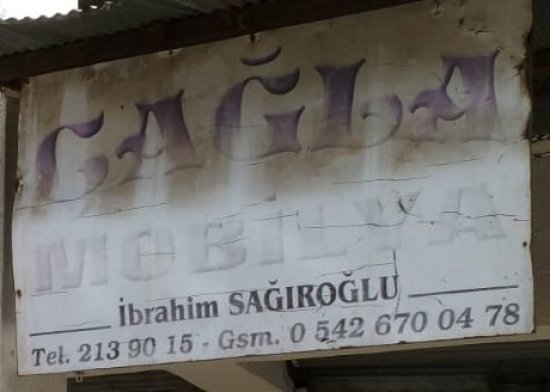 ÇAĞLA
MOBİLYA
İbrahim SAĞIROĞLU
Tel. 213 90 15 - Gsm. 0 542 670 04 78